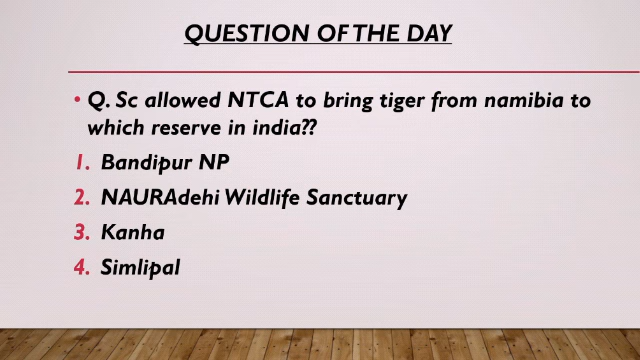 QUESTION OF THE DAY
• Q. Sc allowed NTCA to bring tiger from namibia to
which reserve in india??
1. Bandipur NP
2. NAURAdehi Wildlife Sanctuary
3. Kanha
4. Simlipal